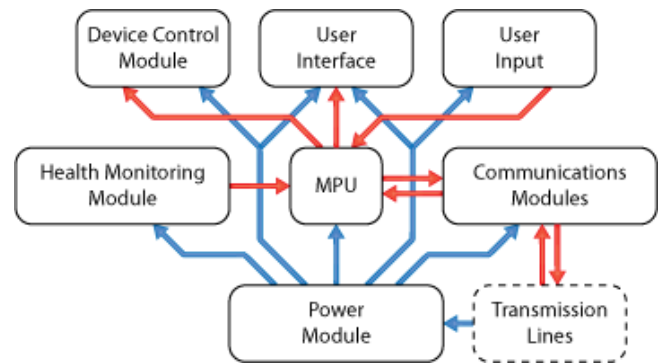 Device Control
Module
User
Interface
User
Input
Health Monitoring
Module
MPU
Communications
Modules
Power
Module
Transmission
Lines